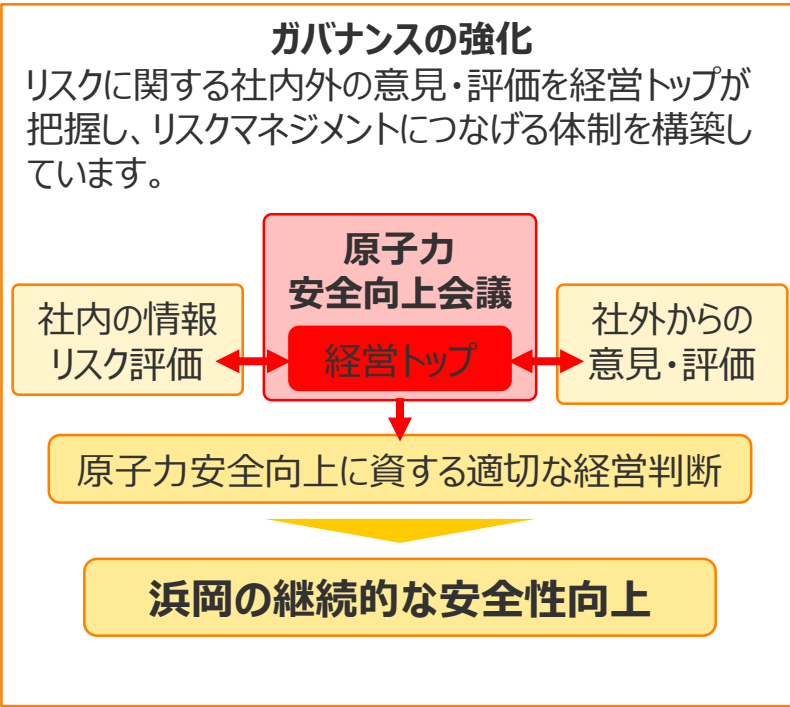 ガバナンスの強化
リスクに関する社内外の意見・評価を経営トップが
把握し、リスクマネジメントにつなげる体制を構築し
ています。
原子力
安全向上会議
社内の情報
リスク評価
経営トップ
社外からの
意見・評価
原子力安全向上に資する適切な経営判断
浜岡の継続的な安全性向上